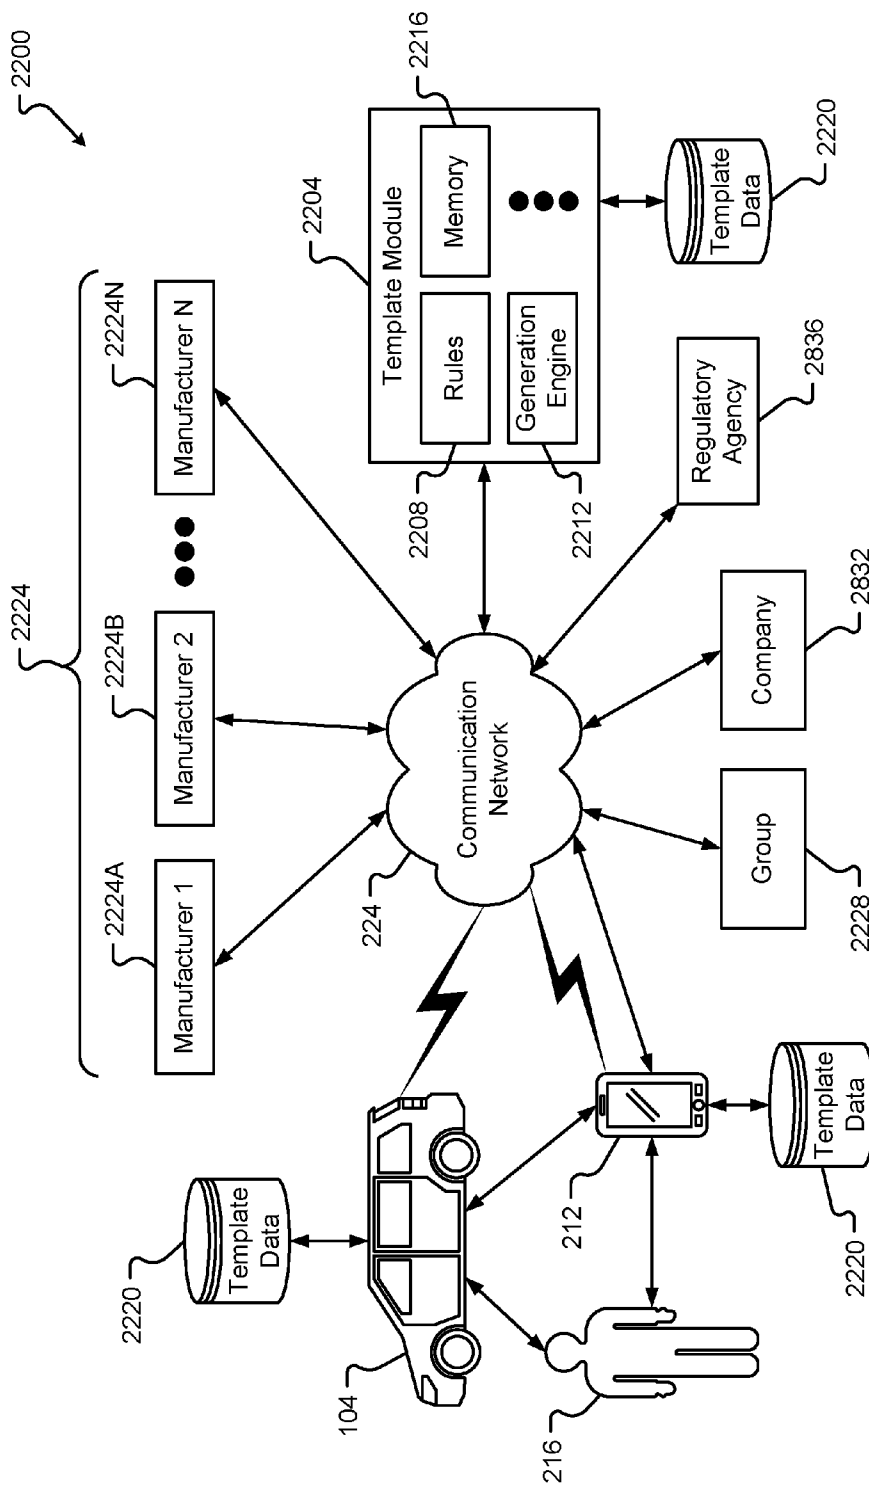 2200
2224
2224A
2224B
2224N
Manufacturer 1
Manufacturer 2
Manufacturer N
2220
Template
Data
104
224
Communication
Network
2204
Template Module
2208
Rules
Memory
2216
2212
Generation
Engine
Template
Data
2220
216
212
Template
Data
2220
Group
2228
Company
2832
Regulatory
Agency
2836